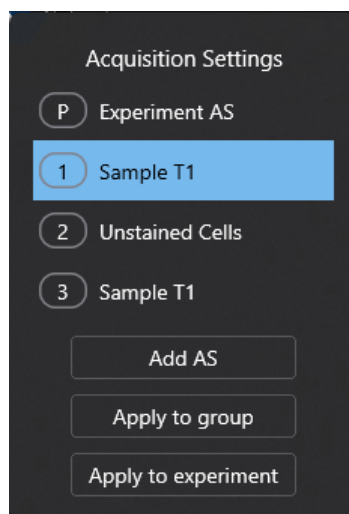 Acquisition Settings
P Experiment AS
1 Sample T1
2 Unstained Cells
3 Sample T1
Add AS
Apply to group
Apply to experiment